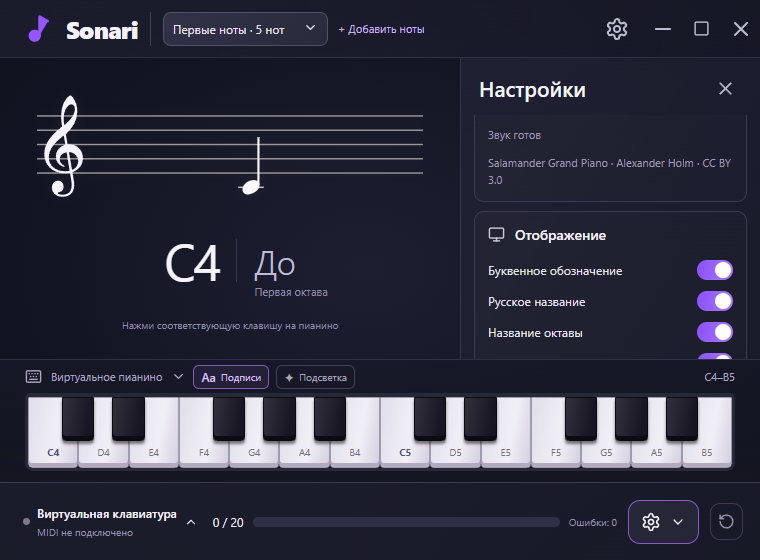 Sonari
Первые ноты · 5 нот
+ Добавить ноты
Настройки
Звук готов
Salamander Grand Piano · Alexander Holm · CC BY
3.0
Отображение
Буквенное обозначение
Русское название
Название октавы
C4
До
Первая октава
Нажми соответствующую клавишу на пианино
Виртуальное пианино
Aa Подписи
Подсветка
C4–B5
C4 D4 E4 F4 G4 A4 B4 C5 D5 E5 F5 G5 A5 B5
Виртуальная клавиатура
MIDI не подключено
0 / 20
Ошибки: 0